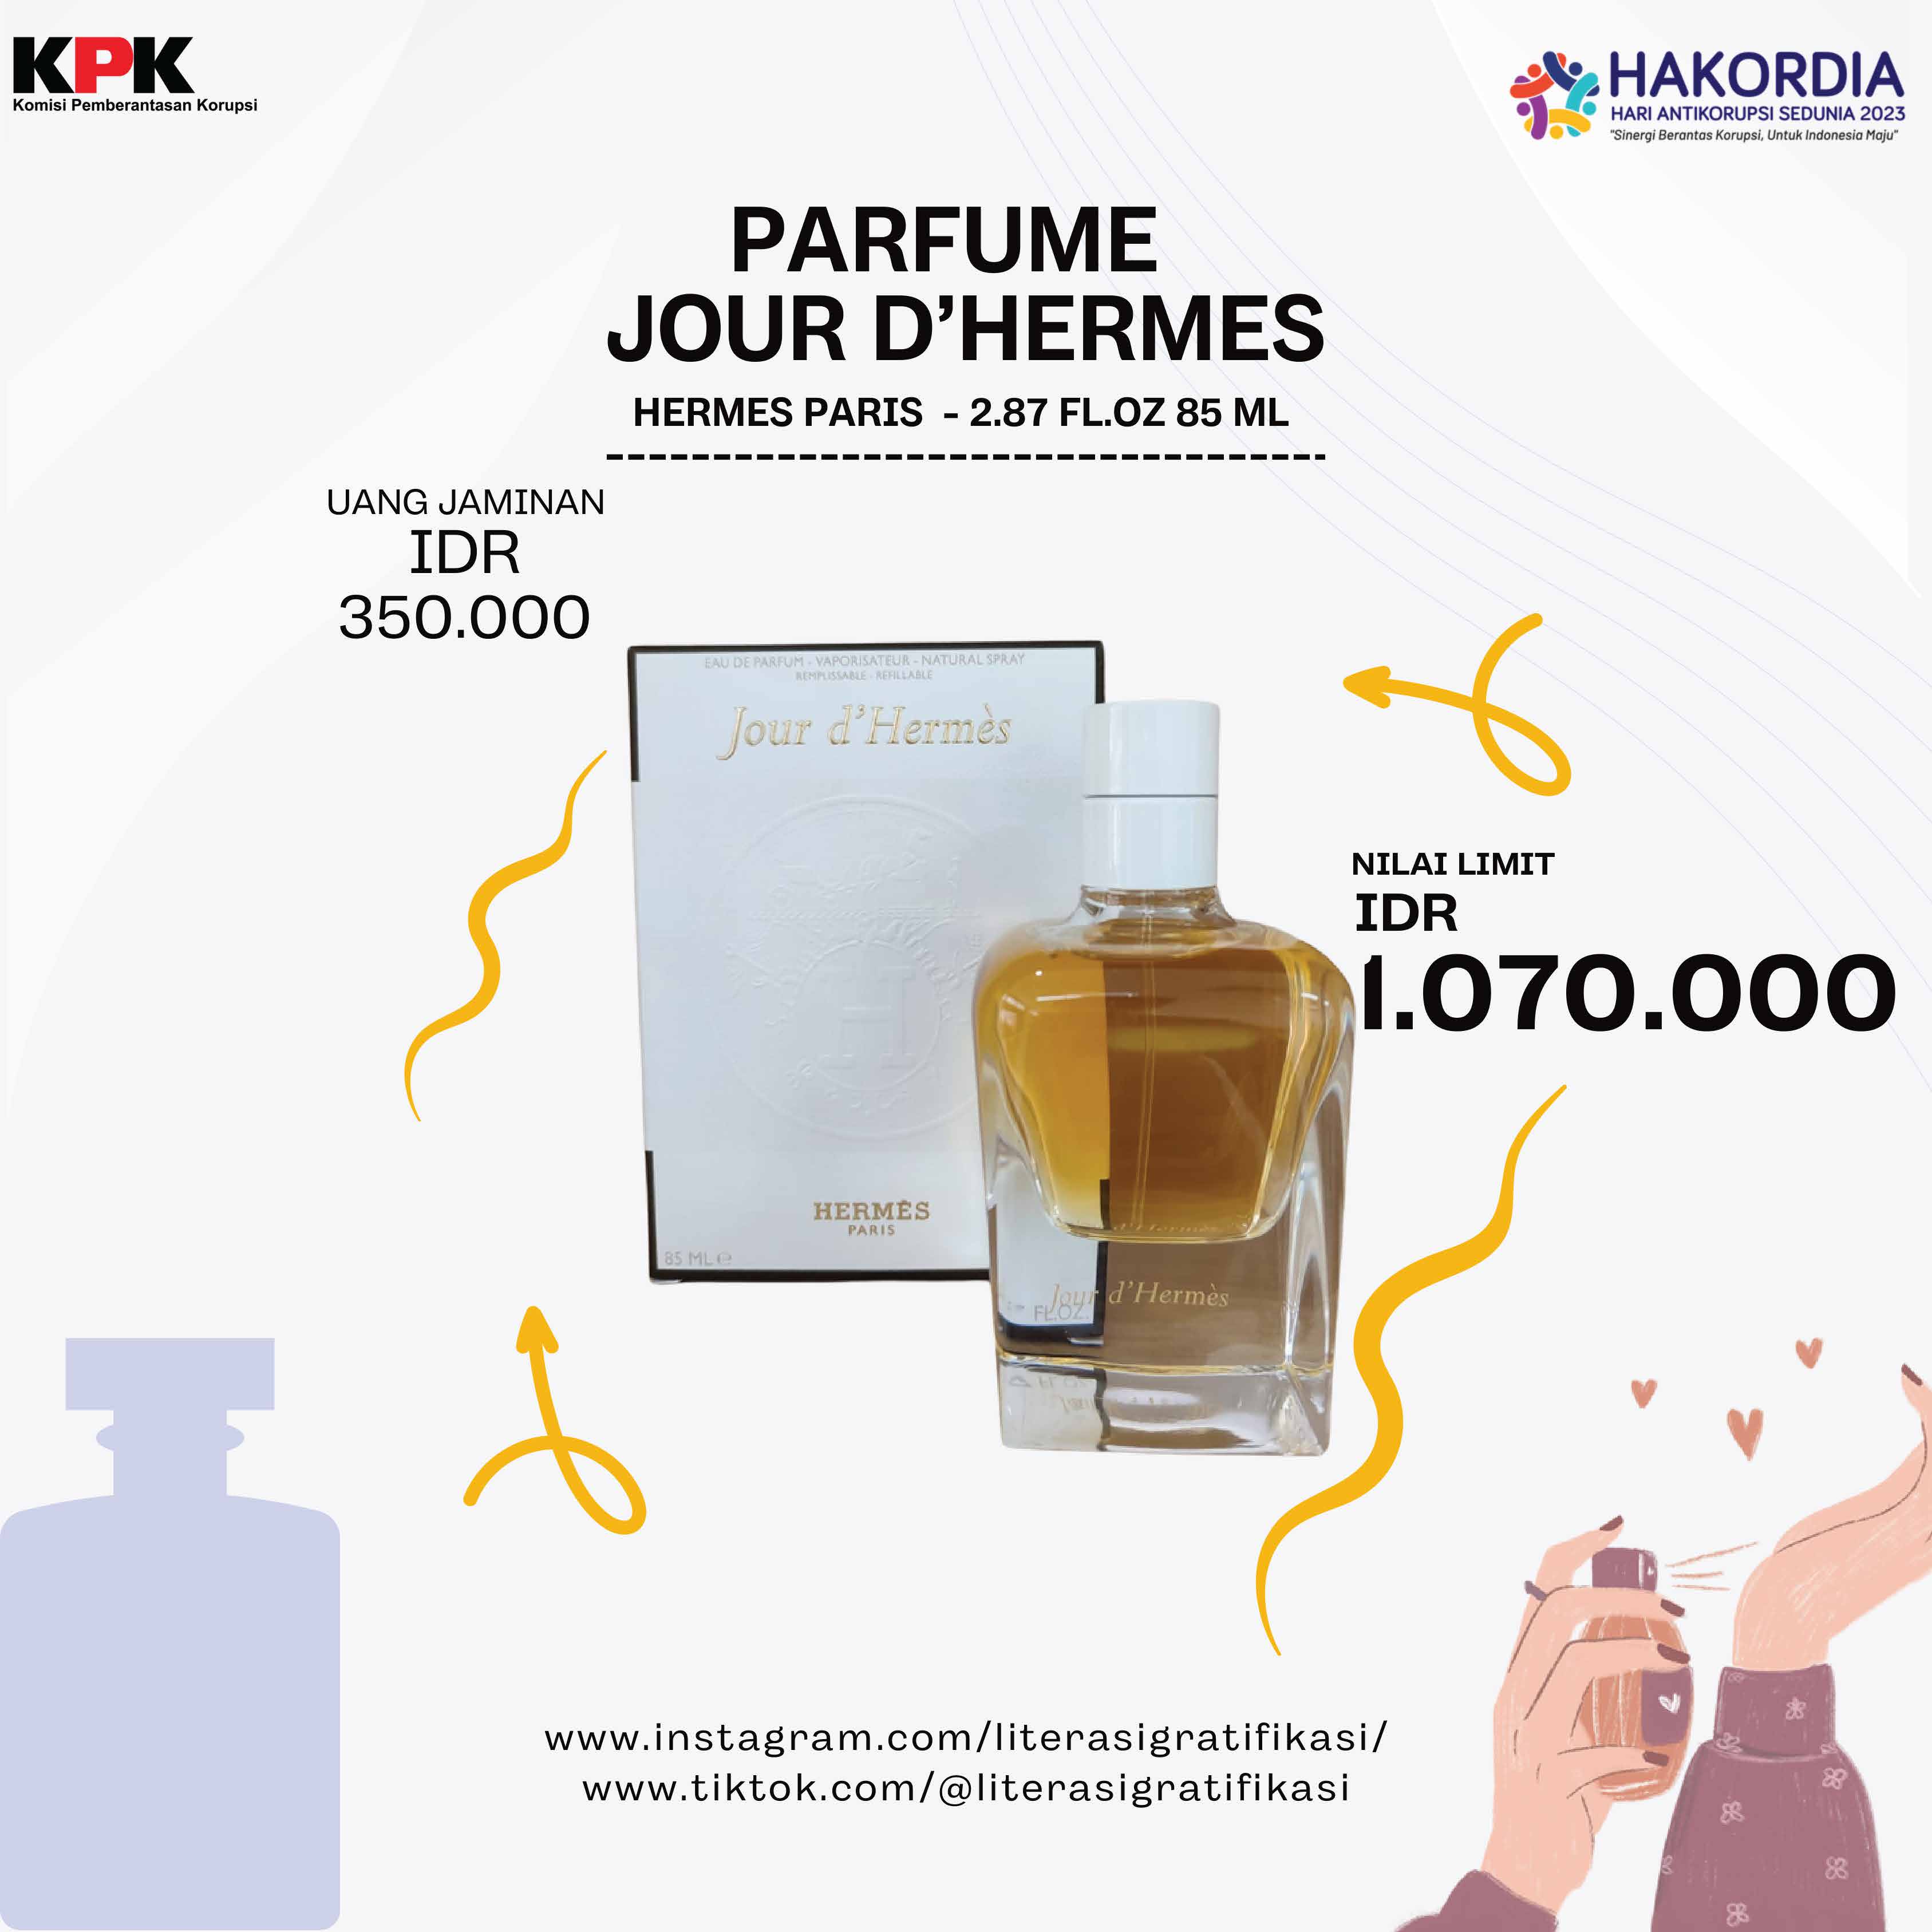 KPK
Komisi Pemberantasan Korupsi
HAKORDIA
HARI ANTIKORUPSI SEDUNIA 2023
"Sinergi Berantas Korupsi, Untuk Indonesia Maju"
PARFUME
JOUR D’HERMES
HERMES PARIS - 2.87 FL.OZ 85 ML
UANG JAMINAN
IDR
350.000
EAU DE PARFUM - VAPORISATEUR - NATURAL SPRAY
REMPLISSABLE - REFILLABLE
Jour d’Hermès
H
HERMÈS
PARIS
85 ML e
Jour d’Hermès
FL.OZ.
NILAI LIMIT
IDR
1.070.000
www.instagram.com/literasigratifikasi/
www.tiktok.com/@literasigratifikasi